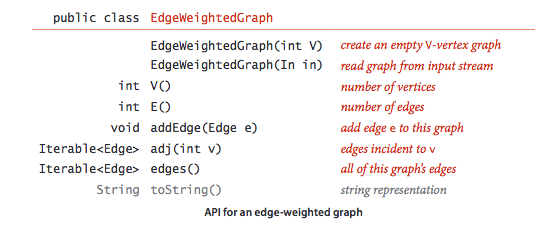 public class EdgeWeightedGraph
EdgeWeightedGraph(int V) create an empty V-vertex graph
EdgeWeightedGraph(In in) read graph from input stream
int V() number of vertices
int E() number of edges
void addEdge(Edge e) add edge e to this graph
Iterable<Edge> adj(int v) edges incident to v
Iterable<Edge> edges() all of this graph's edges
String toString() string representation
API for an edge-weighted graph